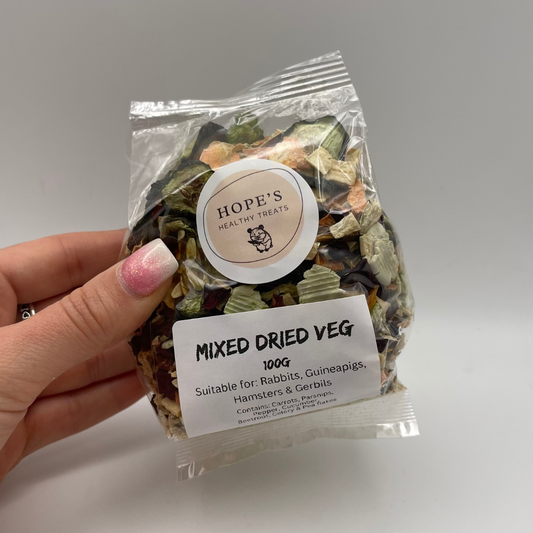 HOPE'S
HEALTHY TREATS
MIXED DRIED VEG
100G
Suitable for: Rabbits, Guineapigs,
Hamsters & Gerbils
Contains: Carrots, Parsnips,
Pepper, Cucumber,
Beetroot, Celery & Pea flakes